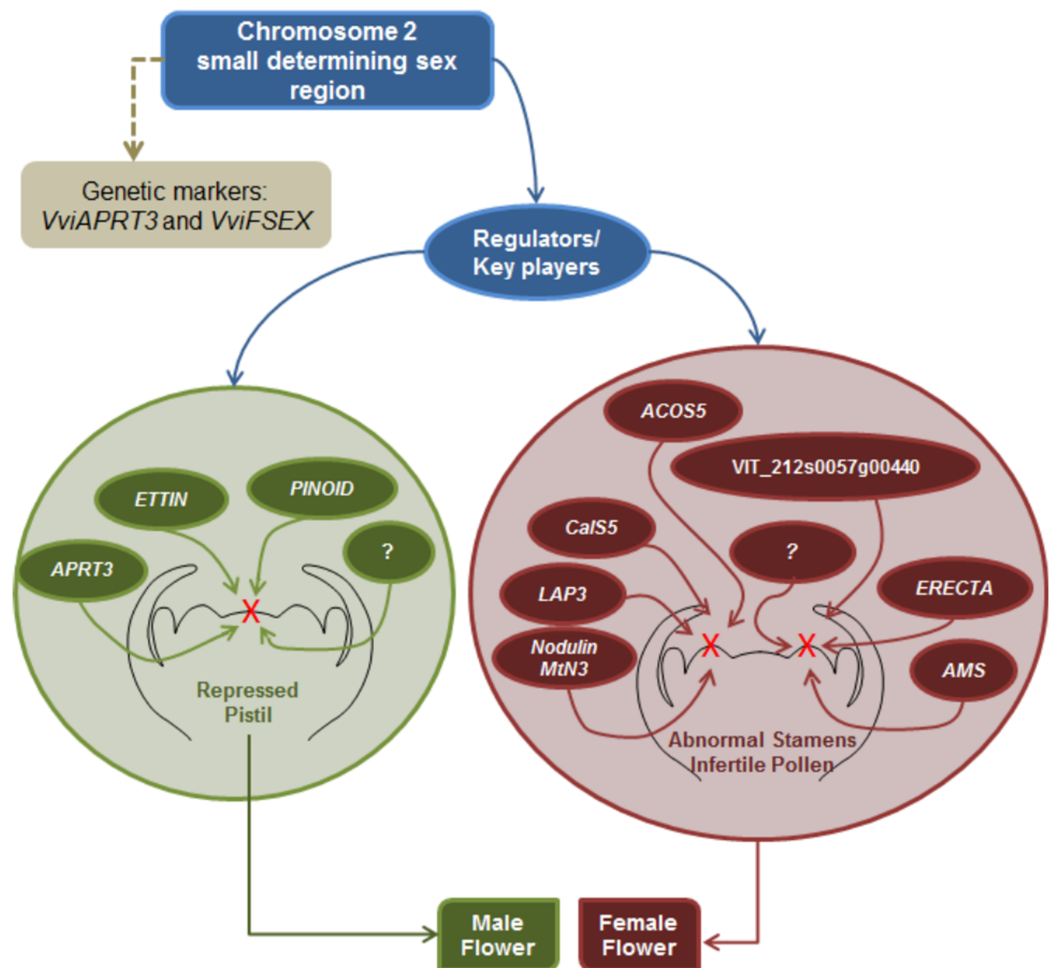 Chromosome 2
small determining sex
region
Genetic markers:
VviAPRT3 and VviFSEX
Regulators/
Key players
ETTIN
PINOID
APRT3
?
Repressed
Pistil
ACOS5
VIT_212s0057g00440
CalS5
?
LAP3
ERECTA
Nodulin
MtN3
AMS
Abnormal Stamens
Infertile Pollen
Male
Flower
Female
Flower